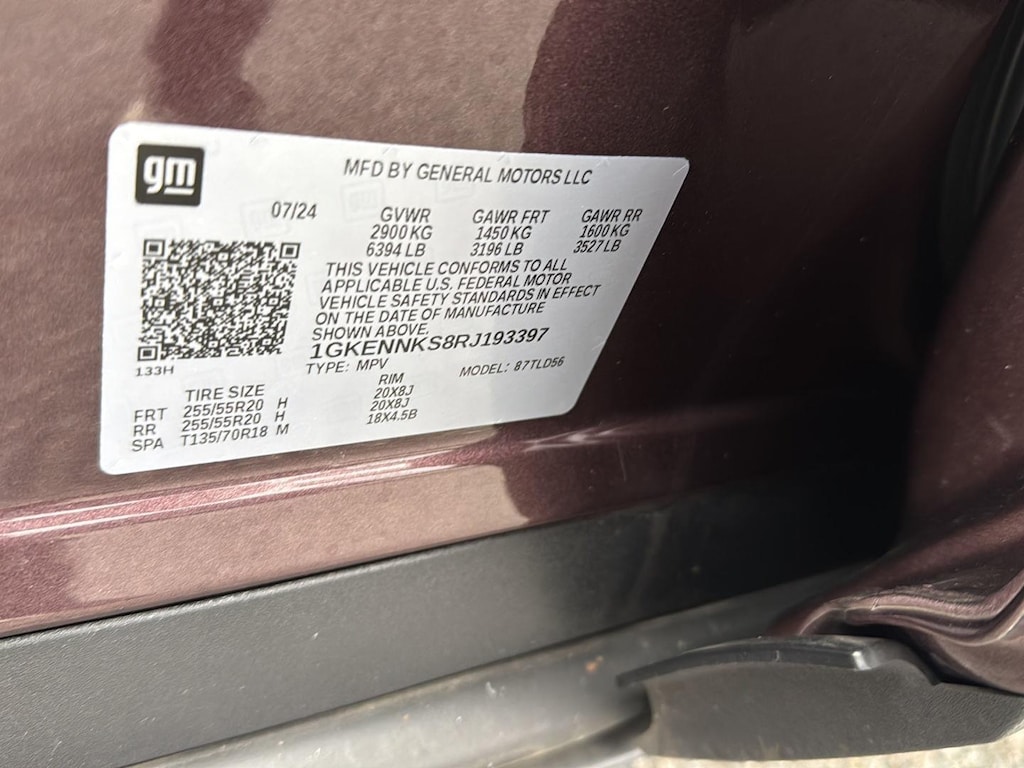 gm
MFD BY GENERAL MOTORS LLC
07/24
GVWR GAWR FRT GAWR RR
2900 KG 1450 KG 1600 KG
6394 LB 3196 LB 3527 LB
THIS VEHICLE CONFORMS TO ALL
APPLICABLE U.S. FEDERAL MOTOR
VEHICLE SAFETY STANDARDS IN EFFECT
ON THE DATE OF MANUFACTURE
SHOWN ABOVE.
1GKENNKS8RJ193397
133H
TYPE: MPV MODEL: 87TLD56
TIRE SIZE RIM
FRT 255/55R20 H 20X8J
RR 255/55R20 H 20X8J
SPA T135/70R18 M 18X4.5B